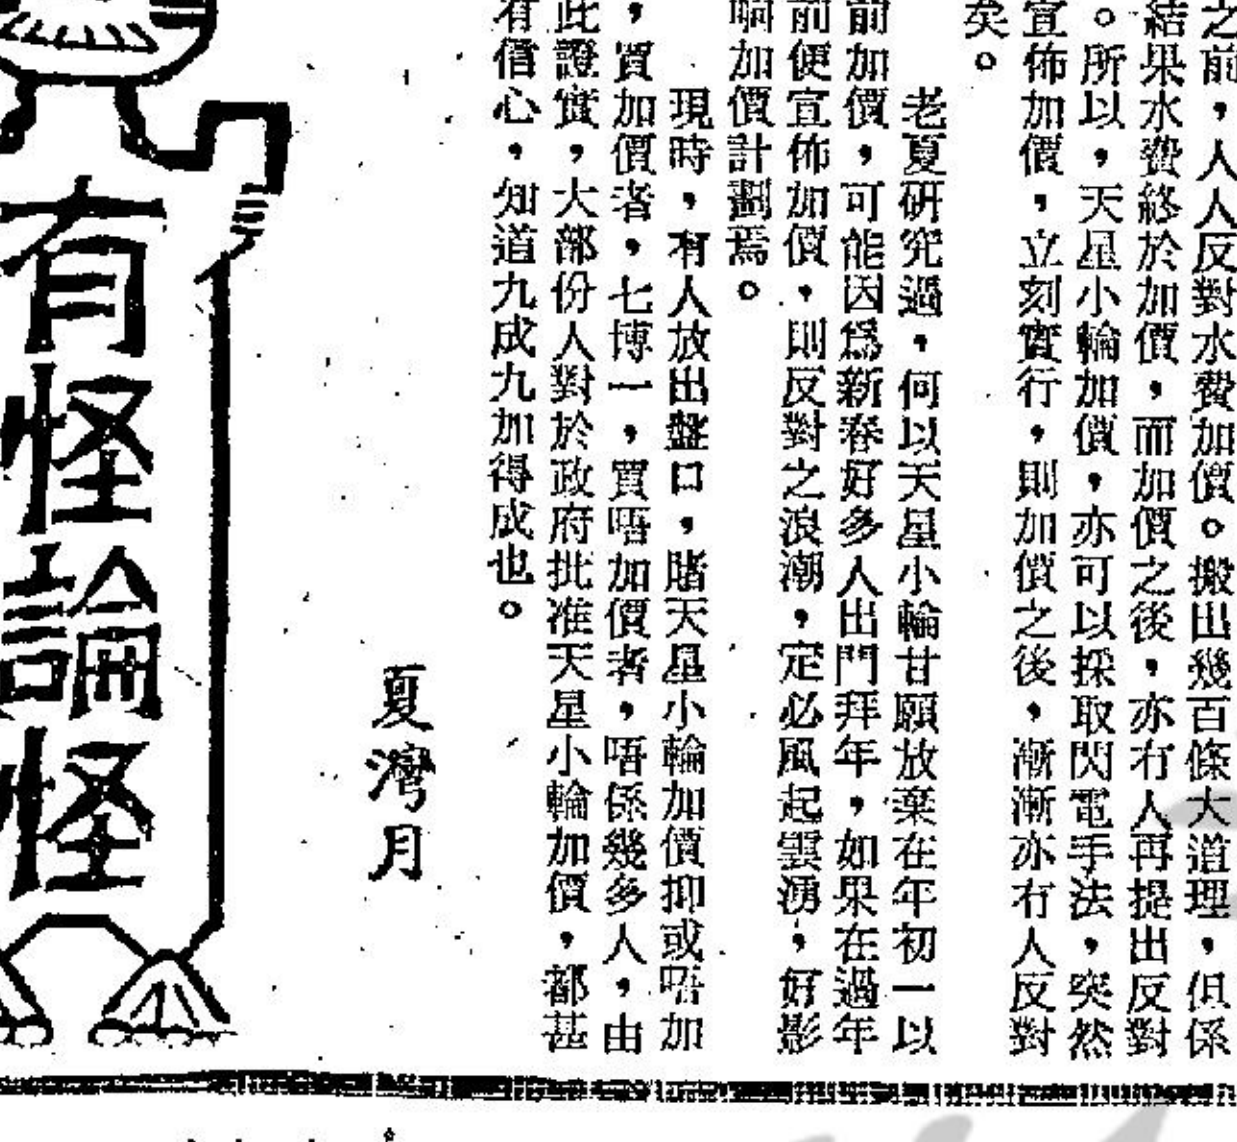 之前，人人反對水費加價。搬出幾百條大道理，但係
結果水費終於加價，而加價之後，亦冇人再提出反對
。所以，天星小輪加價，亦可以採取閃電手法，突然
宣佈加價，立刻實行，則加價之後，漸漸亦冇人反對
矣。
老夏研究過，何以天星小輪甘願放棄在年初一以
前加價，可能因爲新春好多人出門拜年，如果在過年
前便宣佈加價，則反對之浪潮，定必風起雲湧，好影
响加價計劃焉。
現時，有人放出盤口，賭天星小輪加價抑或唔加
，買加價者，七博一，買唔加價者，唔係幾多人，由
此證實，大部份人對於政府批准天星小輪加價，都甚
有信心，知道九成九加得成也。
夏灣月
有怪論怪